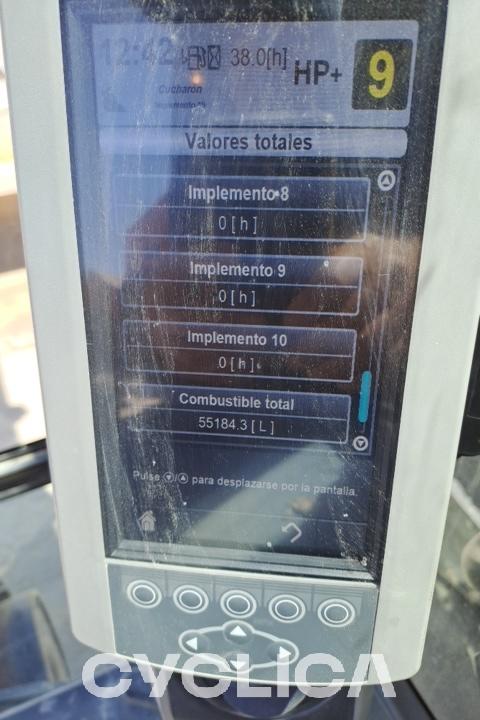 12:42 38.0[h] HP+ 9
Cucharon
Implemento
Valores totales
Implemento 8
0 [ h ]
Implemento 9
0 [ h ]
Implemento 10
0 [ h ]
Combustible total
55184.3 [ L ]
Pulse ▼/▲ para desplazarse por la pantalla.
CYCLICA